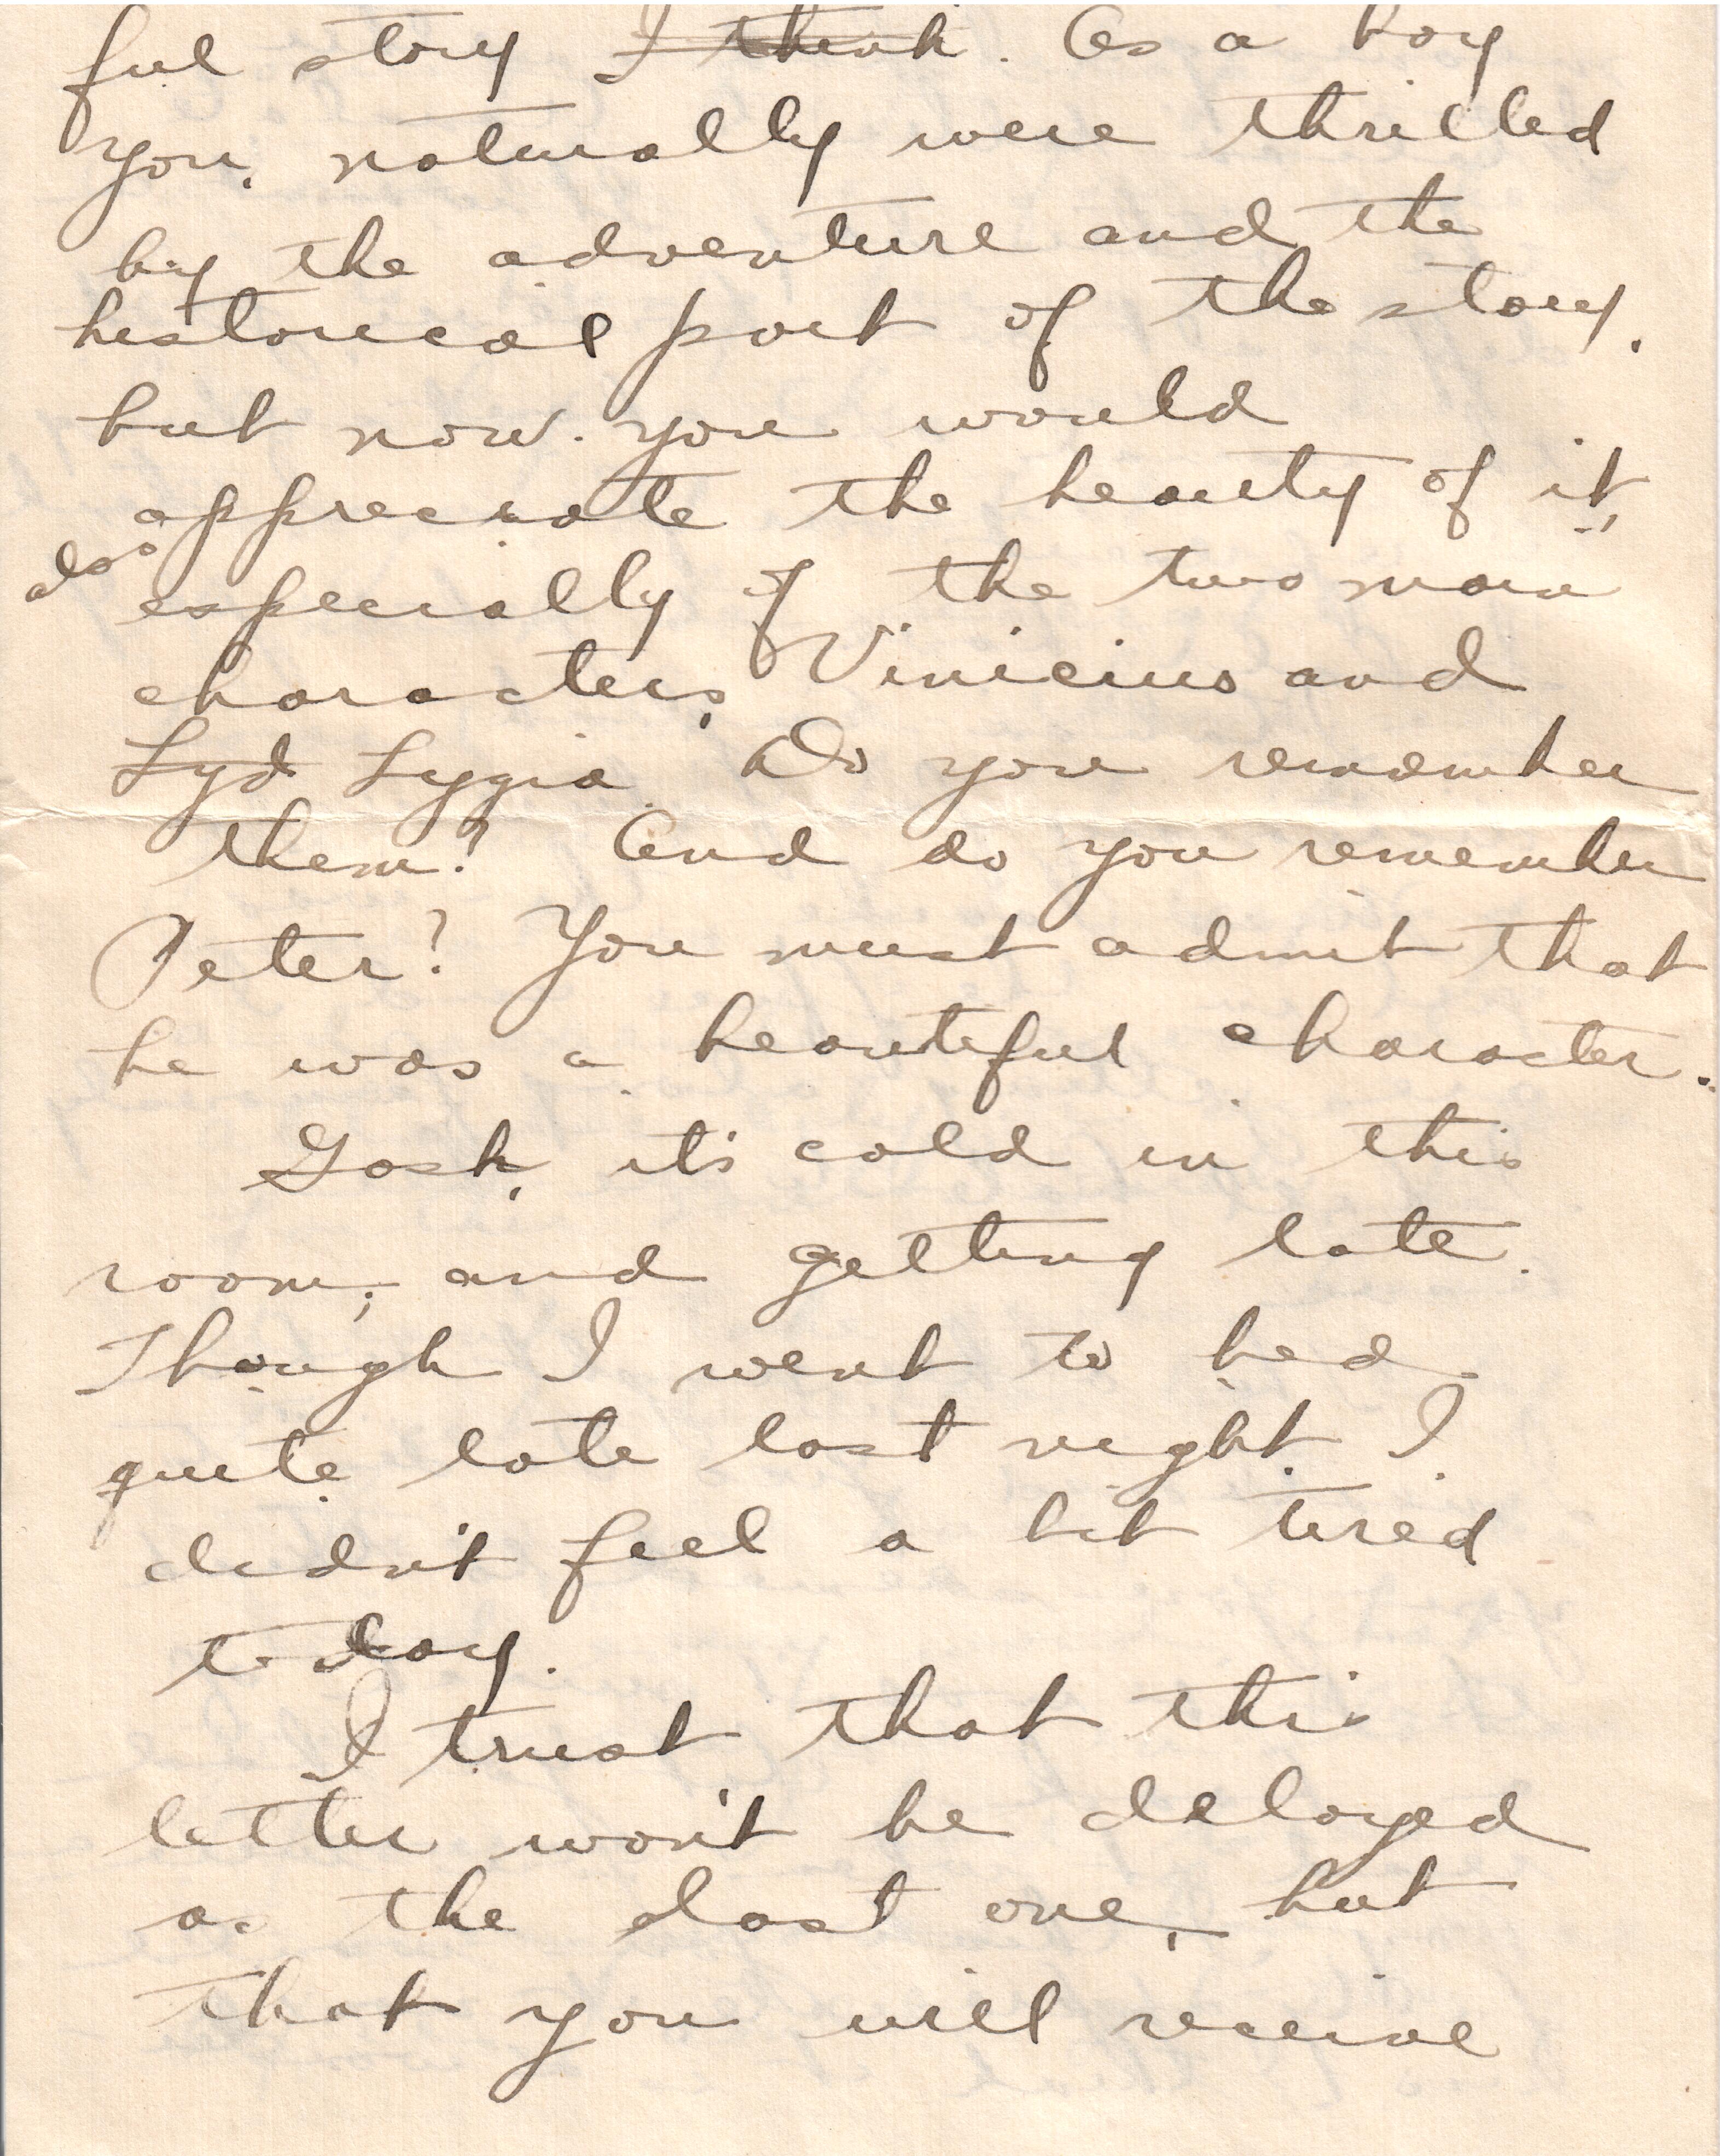 ful story I think. As a boy
you, naturally were thrilled
by the adventure and the
historical part of the story,
but now you would
appreciate the beauty of it,
also especially of the two main
characters, Vinicius and
Lyd Lygia. Do you remember
them? And do you remember
Peter? You must admit that
he was a beautiful character.
Gosh, it's cold in this
room, and getting late.
Though I went to bed
quite late last night I
didn't feel a bit tired
to day.
I trust that this
letter won't be delayed
as the last one, but
that you will receive